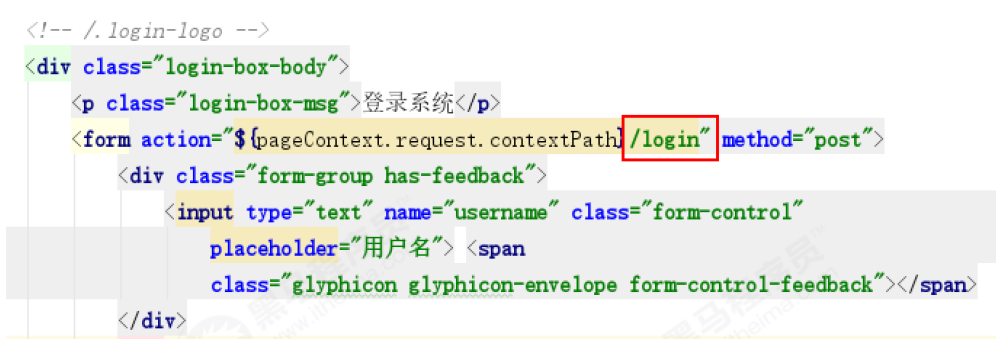 <!-- /.login-logo -->
<div class="login-box-body">
<p class="login-box-msg">登录系统</p>
<form action="${pageContext.request.contextPath}/login" method="post">
<div class="form-group has-feedback">
<input type="text" name="username" class="form-control"
placeholder="用户名"> <span
class="glyphicon glyphicon-envelope form-control-feedback"></span>
</div>